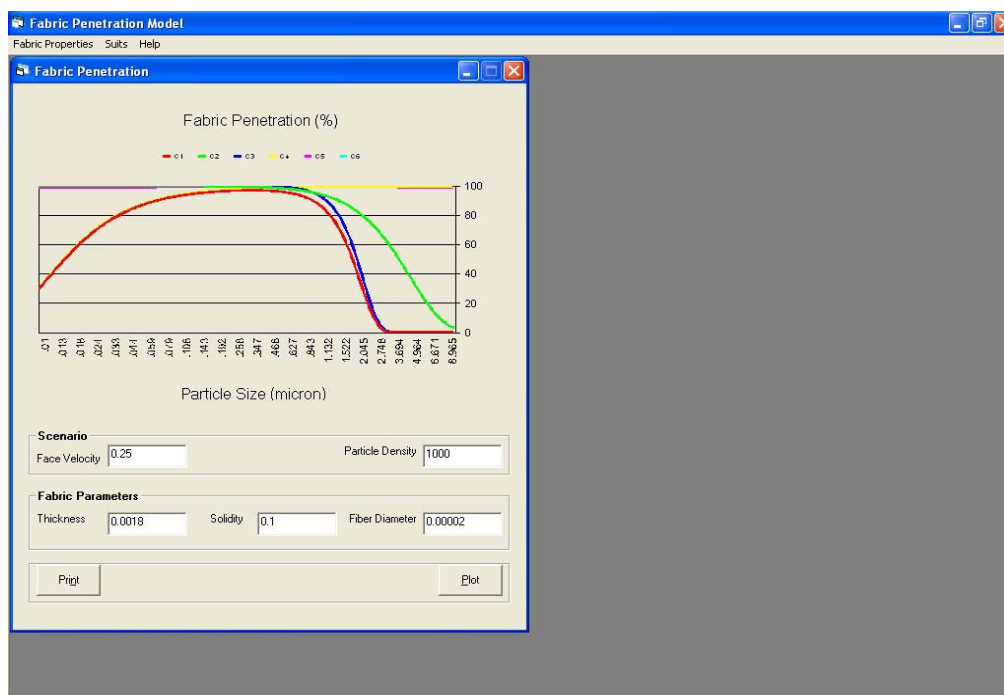 Fabric Penetration Model
Fabric Properties Suits Help
Fabric Penetration
Fabric Penetration (%)
C1 C2 C3 C4 C5 C6
100
80
60
40
20
0
.01 .013 .018 .024 .033 .044 .059 .079 .106 .143 .192 .258 .347 .466 .627 .843 1.132 1.522 2.045 2.748 3.694 4.964 6.671 8.965
Particle Size (micron)
Scenario
Face Velocity 0.25 Particle Density 1000
Fabric Parameters
Thickness 0.0018 Solidity 0.1 Fiber Diameter 0.00002
Print Plot